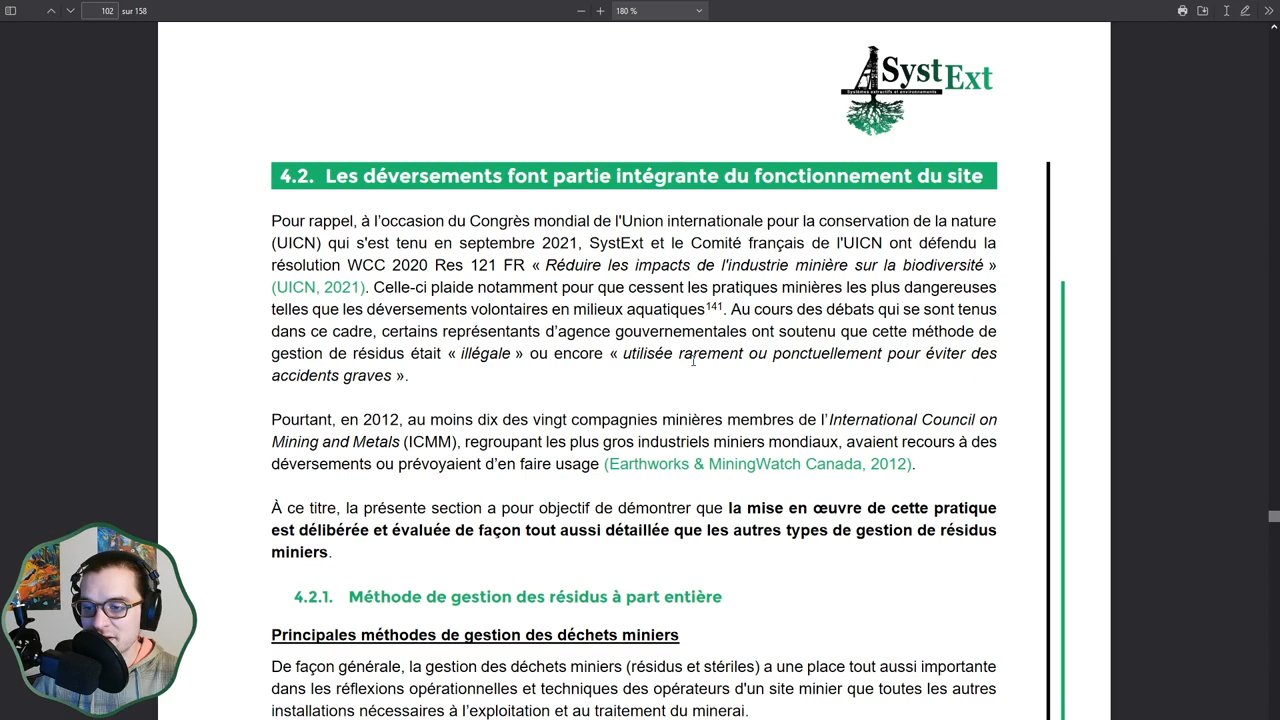 102 sur 158
180 %
SystExt
Systèmes extractifs et environnements
4.2. Les déversements font partie intégrante du fonctionnement du site
Pour rappel, à l’occasion du Congrès mondial de l'Union internationale pour la conservation de la nature
(UICN) qui s'est tenu en septembre 2021, SystExt et le Comité français de l'UICN ont défendu la
résolution WCC 2020 Res 121 FR « Réduire les impacts de l'industrie minière sur la biodiversité »
(UICN, 2021). Celle-ci plaide notamment pour que cessent les pratiques minières les plus dangereuses
telles que les déversements volontaires en milieux aquatiques141. Au cours des débats qui se sont tenus
dans ce cadre, certains représentants d’agence gouvernementales ont soutenu que cette méthode de
gestion de résidus était « illégale » ou encore « utilisée rarement ou ponctuellement pour éviter des
accidents graves ».
Pourtant, en 2012, au moins dix des vingt compagnies minières membres de l’International Council on
Mining and Metals (ICMM), regroupant les plus gros industriels miniers mondiaux, avaient recours à des
déversements ou prévoyaient d’en faire usage (Earthworks & MiningWatch Canada, 2012).
À ce titre, la présente section a pour objectif de démontrer que la mise en œuvre de cette pratique
est délibérée et évaluée de façon tout aussi détaillée que les autres types de gestion de résidus
miniers.
4.2.1. Méthode de gestion des résidus à part entière
Principales méthodes de gestion des déchets miniers
De façon générale, la gestion des déchets miniers (résidus et stériles) a une place tout aussi importante
dans les réflexions opérationnelles et techniques des opérateurs d'un site minier que toutes les autres
installations nécessaires à l’exploitation et au traitement du minerai.